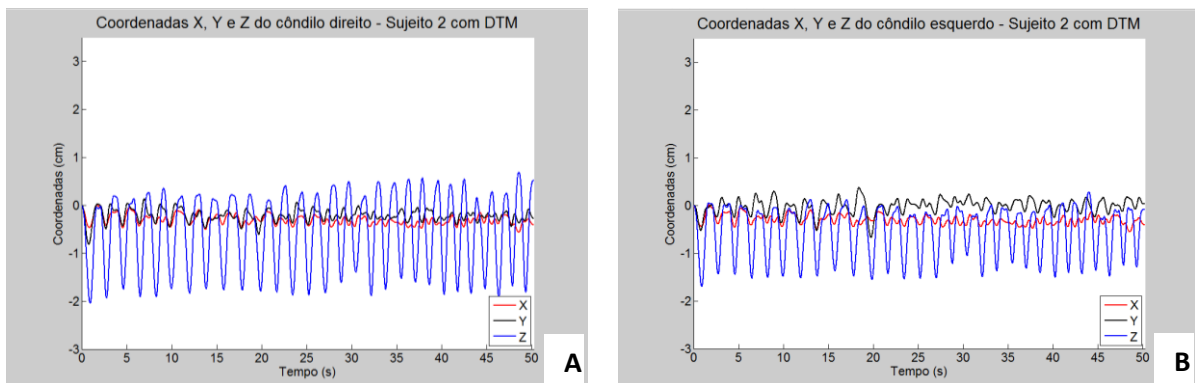 Coordenadas X, Y e Z do côndilo direito - Sujeito 2 com DTM
Coordenadas (cm)
3
2
1
0
-1
-2
-3
0 5 10 15 20 25 30 35 40 45 50
Tempo (s)
X
Y
Z
A
Coordenadas X, Y e Z do côndilo esquerdo - Sujeito 2 com DTM
Coordenadas (cm)
3
2
1
0
-1
-2
-3
0 5 10 15 20 25 30 35 40 45 50
Tempo (s)
X
Y
Z
B